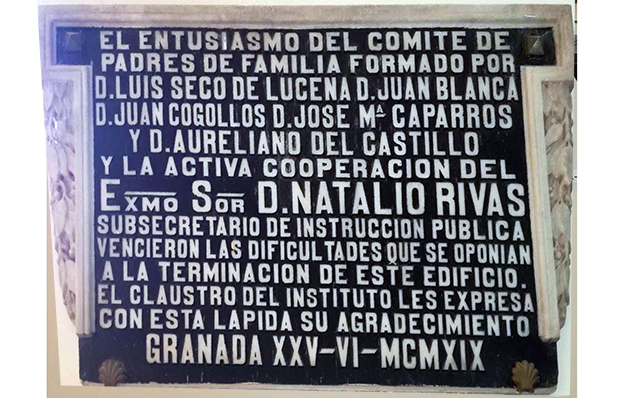 EL ENTUSIASMO DEL COMITE DE
PADRES DE FAMILIA FORMADO POR
D. LUIS SECO DE LUCENA D. JUAN BLANCA
D. JUAN COGOLLOS D. JOSE Mª CAPARROS
Y D. AURELIANO DEL CASTILLO
Y LA ACTIVA COOPERACION DEL
EXMO SOR D. NATALIO RIVAS
SUBSECRETARIO DE INSTRUCCION PUBLICA
VENCIERON LAS DIFICULTADES QUE SE OPONIAN
A LA TERMINACION DE ESTE EDIFICIO.
EL CLAUSTRO DEL INSTITUTO LES EXPRESA
CON ESTA LAPIDA SU AGRADECIMIENTO
GRANADA XXV-VI-MCMXIX